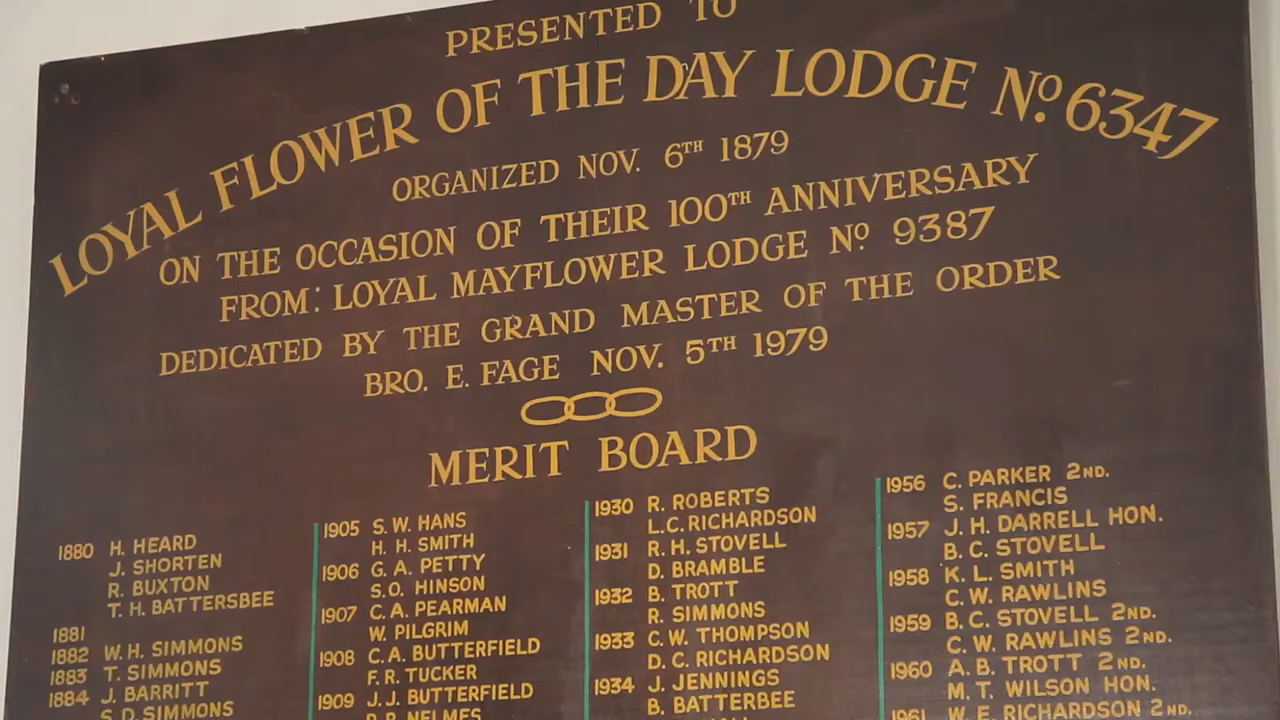 PRESENTED TO
LOYAL FLOWER OF THE DAY LODGE Nº. 6347
ORGANIZED NOV. 6TH 1879
ON THE OCCASION OF THEIR 100TH ANNIVERSARY
FROM: LOYAL MAYFLOWER LODGE Nº 9387
DEDICATED BY THE GRAND MASTER OF THE ORDER
BRO. E. FAGE NOV. 5TH 1979
MERIT BOARD
1880 H. HEARD
J. SHORTEN
R. BUXTON
T. H. BATTERSBEE
1881
1882 W. H. SIMMONS
1883 T. SIMMONS
1884 J. BARRITT
S. D. SIMMONS
1905 S. W. HANS
H. H. SMITH
1906 G. A. PETTY
S.O. HINSON
1907 C. A. PEARMAN
W. PILGRIM
1908 C. A. BUTTERFIELD
F. R. TUCKER
1909 J. J. BUTTERFIELD
NELMES
1930 R. ROBERTS
L.C. RICHARDSON
1931 R. H. STOVELL
D. BRAMBLE
1932 B. TROTT
R. SIMMONS
1933 C. W. THOMPSON
D. C. RICHARDSON
1934 J. JENNINGS
B. BATTERBEE
1956 C. PARKER 2ND.
S. FRANCIS
1957 J. H. DARRELL HON.
B. C. STOVELL
1958 K. L. SMITH
C. W. RAWLINS
1959 B. C. STOVELL 2ND.
C. W. RAWLINS 2ND.
1960 A. B. TROTT 2ND.
M. T. WILSON HON.
1961 W. E. RICHARDSON 2ND.